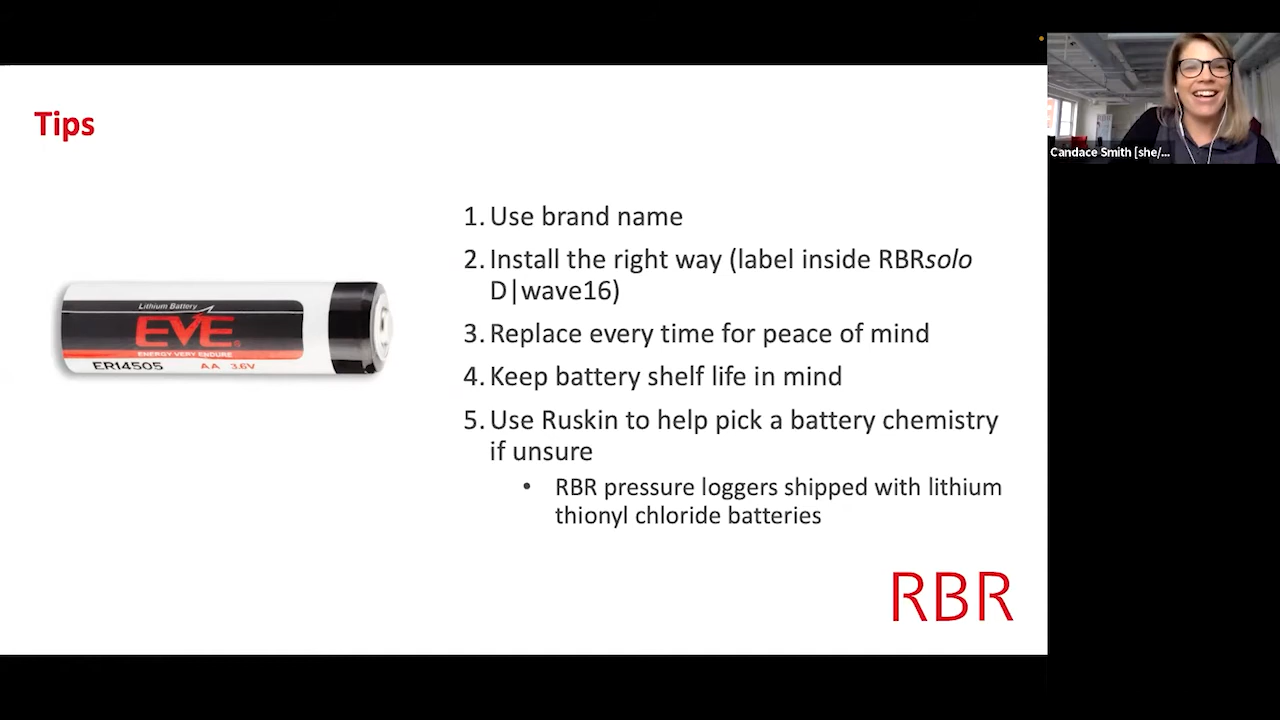 Tips
Lithium Battery
EVE
ENERGY VERY ENDURE
ER14505 AA 3.6V
1. Use brand name
2. Install the right way (label inside RBRsolo
D|wave16)
3. Replace every time for peace of mind
4. Keep battery shelf life in mind
5. Use Ruskin to help pick a battery chemistry
if unsure
• RBR pressure loggers shipped with lithium
thionyl chloride batteries
RBR
Candace Smith [she/...